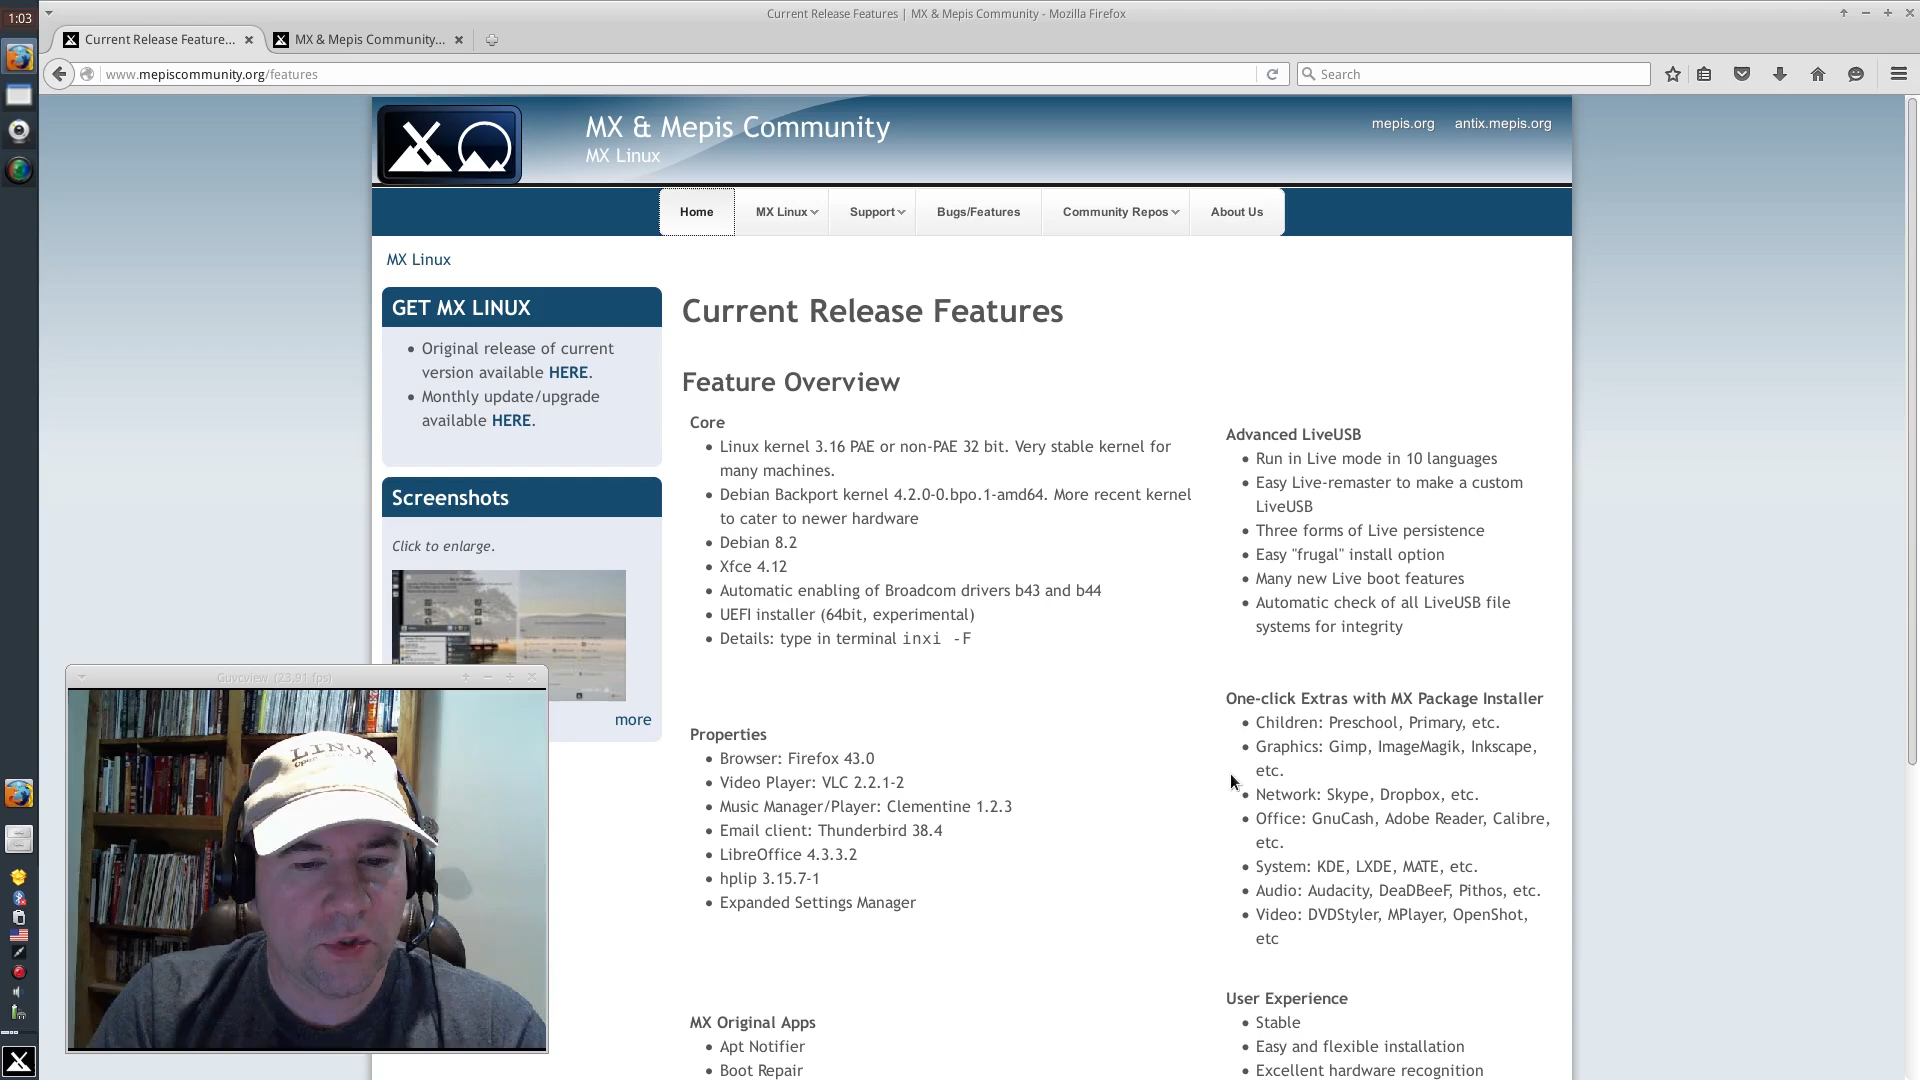 1:03
Current Release Features | MX & Mepis Community - Mozilla Firefox
Current Release Feature...
MX & Mepis Community...
www.mepiscommunity.org/features
Search
MX & Mepis Community
MX Linux
mepis.org
antix.mepis.org
Home
MX Linux
Support
Bugs/Features
Community Repos
About Us
MX Linux
GET MX LINUX
Original release of current
version available HERE.
Monthly update/upgrade
available HERE.
Screenshots
Click to enlarge.
more
Current Release Features
Feature Overview
Core
Linux kernel 3.16 PAE or non-PAE 32 bit. Very stable kernel for
many machines.
Debian Backport kernel 4.2.0-0.bpo.1-amd64. More recent kernel
to cater to newer hardware
Debian 8.2
Xfce 4.12
Automatic enabling of Broadcom drivers b43 and b44
UEFI installer (64bit, experimental)
Details: type in terminal inxi -F
Properties
Browser: Firefox 43.0
Video Player: VLC 2.2.1-2
Music Manager/Player: Clementine 1.2.3
Email client: Thunderbird 38.4
LibreOffice 4.3.3.2
hplip 3.15.7-1
Expanded Settings Manager
MX Original Apps
Apt Notifier
Boot Repair
Advanced LiveUSB
Run in Live mode in 10 languages
Easy Live-remaster to make a custom
LiveUSB
Three forms of Live persistence
Easy "frugal" install option
Many new Live boot features
Automatic check of all LiveUSB file
systems for integrity
One-click Extras with MX Package Installer
Children: Preschool, Primary, etc.
Graphics: Gimp, ImageMagik, Inkscape,
etc.
Network: Skype, Dropbox, etc.
Office: GnuCash, Adobe Reader, Calibre,
etc.
System: KDE, LXDE, MATE, etc.
Audio: Audacity, DeaDBeeF, Pithos, etc.
Video: DVDStyler, MPlayer, OpenShot,
etc
User Experience
Stable
Easy and flexible installation
Excellent hardware recognition
Guvcview (23.91 fps)
LINUX